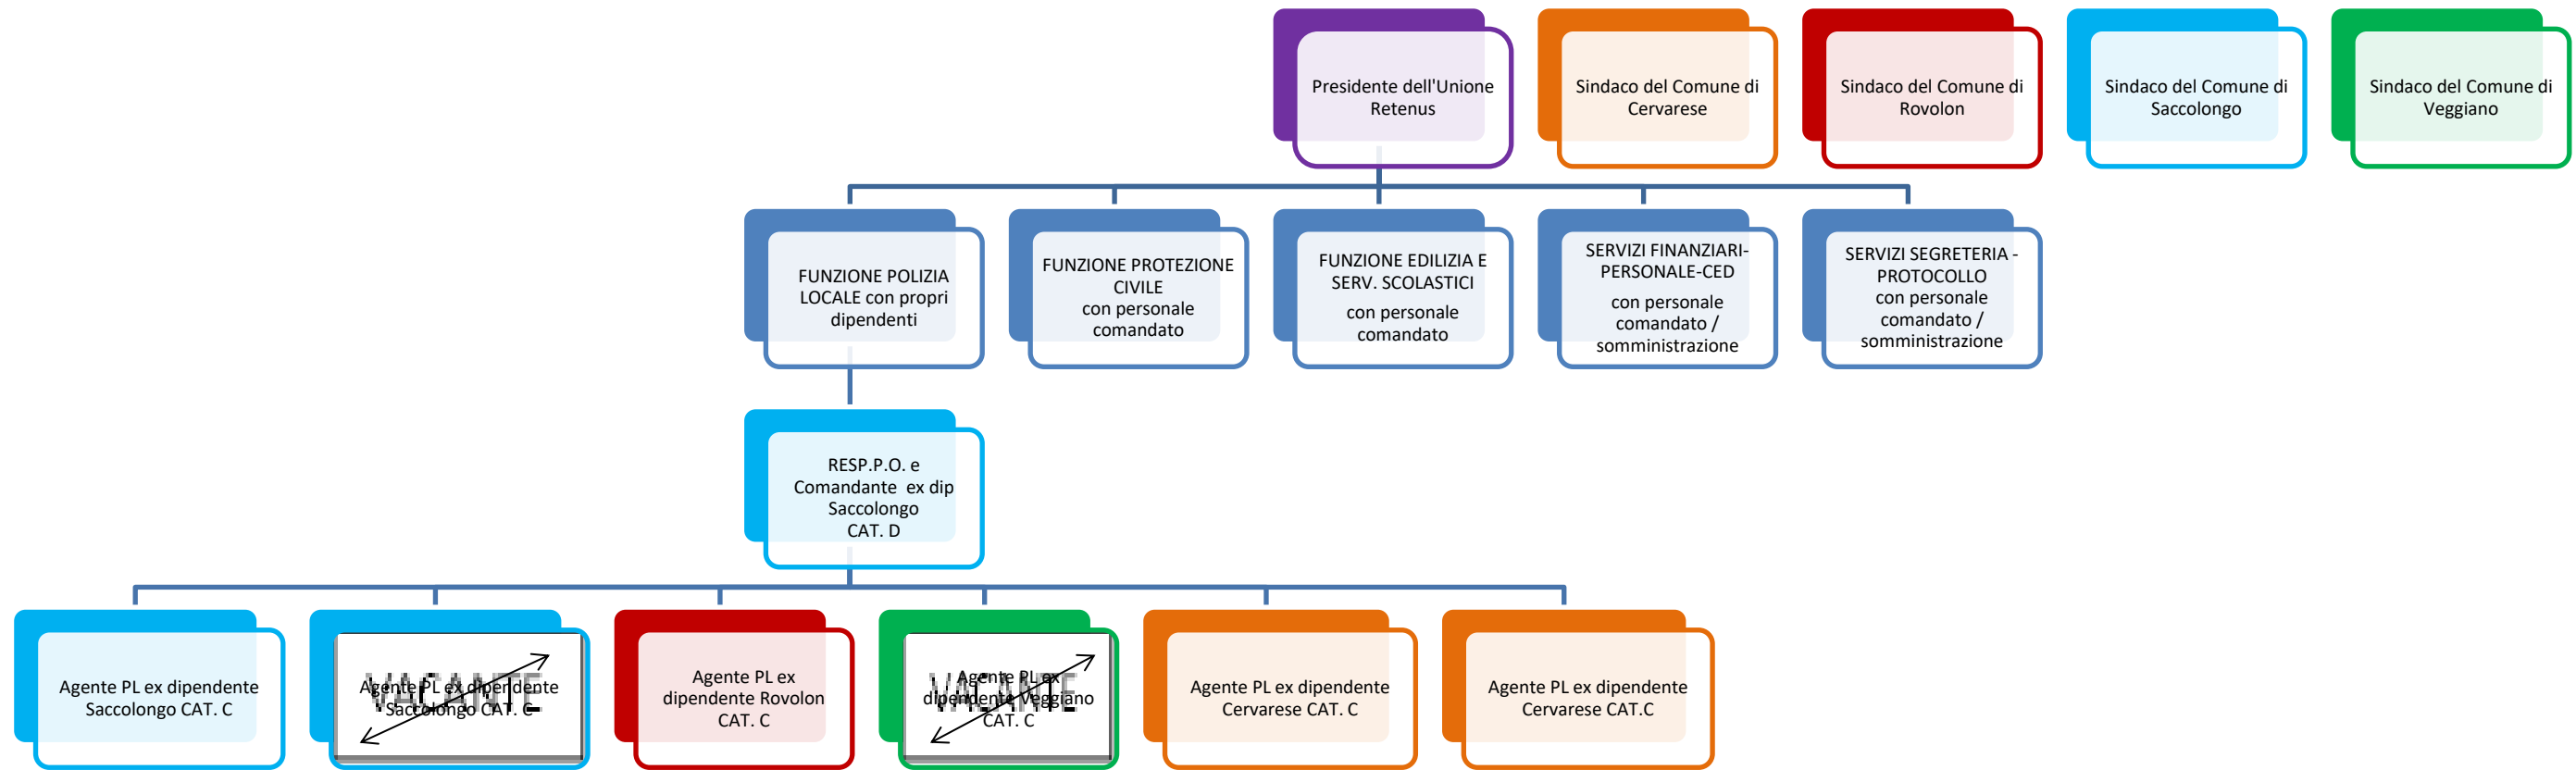 Presidente dell'Unione
Retenus
Sindaco del Comune di
Cervarese
Sindaco del Comune di
Rovolon
Sindaco del Comune di
Saccolongo
Sindaco del Comune di
Veggiano
FUNZIONE POLIZIA
LOCALE con propri
dipendenti
FUNZIONE PROTEZIONE
CIVILE
con personale
comandato
FUNZIONE EDILIZIA E
SERV. SCOLASTICI
con personale
comandato
SERVIZI FINANZIARI-
PERSONALE-CED
con personale
comandato /
somministrazione
SERVIZI SEGRETERIA -
PROTOCOLLO
con personale
comandato /
somministrazione
RESP.P.O. e
Comandante ex dip
Saccolongo
CAT. D
Agente PL ex dipendente
Saccolongo CAT. C
Agente PL ex dipendente
Saccolongo CAT. C
VACANTE
Agente PL ex
dipendente Rovolon
CAT. C
Agente PL ex
dipendente Veggiano
CAT. C
VACANTE
Agente PL ex dipendente
Cervarese CAT. C
Agente PL ex dipendente
Cervarese CAT.C